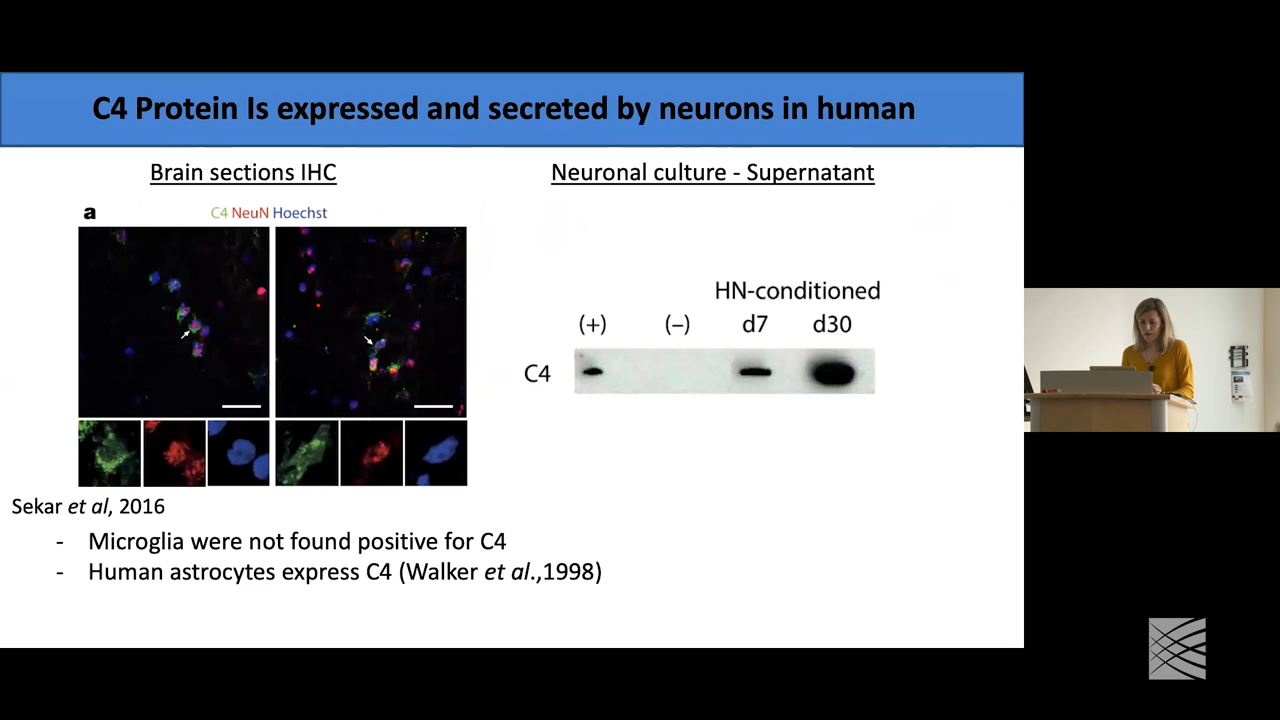 C4 Protein Is expressed and secreted by neurons in human
Brain sections IHC
a
C4 NeuN Hoechst
Neuronal culture - Supernatant
HN-conditioned
(+) (–) d7 d30
C4
Sekar et al, 2016
- Microglia were not found positive for C4
- Human astrocytes express C4 (Walker et al.,1998)